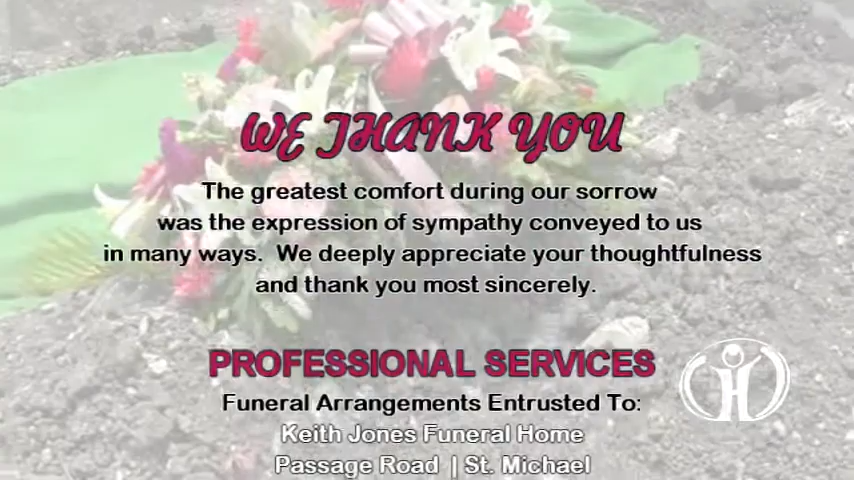 WE THANK YOU
The greatest comfort during our sorrow
was the expression of sympathy conveyed to us
in many ways. We deeply appreciate your thoughtfulness
and thank you most sincerely.
PROFESSIONAL SERVICES
Funeral Arrangements Entrusted To:
Keith Jones Funeral Home
Passage Road | St. Michael